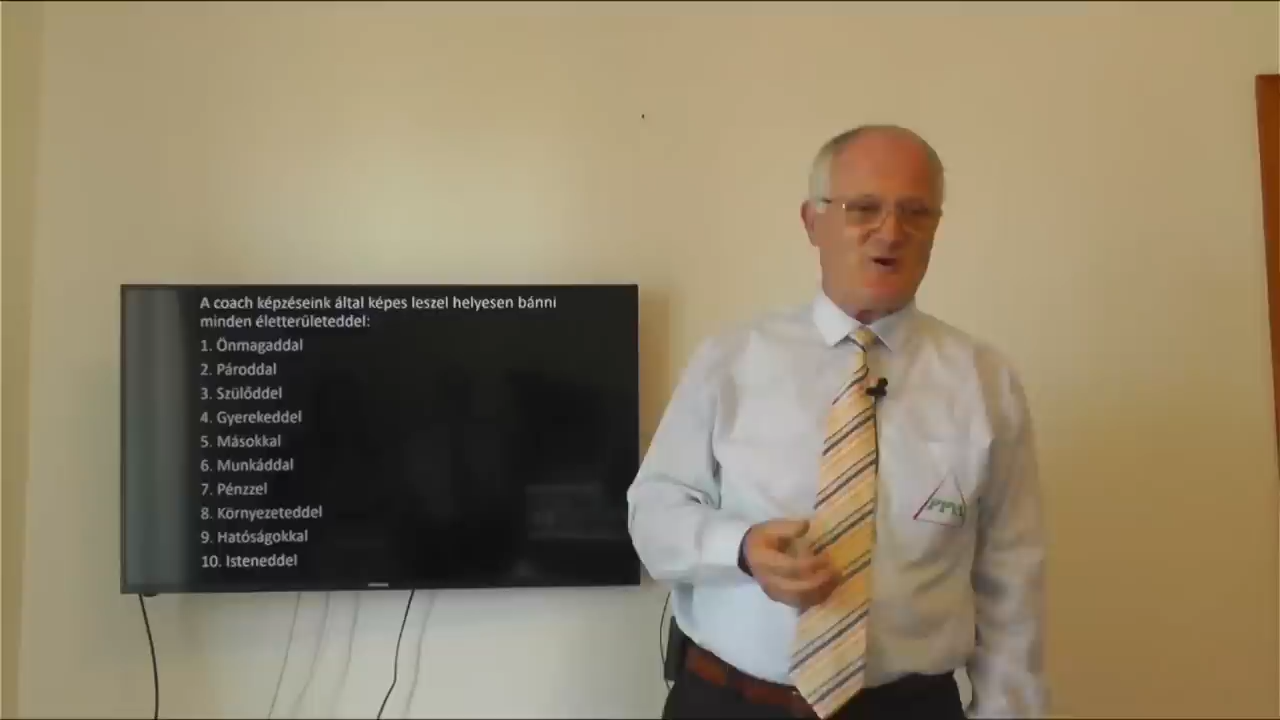 A coach képzéseink által képes leszel helyesen bánni
minden életterületeddel:
1. Önmagaddal
2. Pároddal
3. Szülőddel
4. Gyerekeddel
5. Másokkal
6. Munkáddal
7. Pénzzel
8. Környezeteddel
9. Hatóságokkal
10. Isteneddel